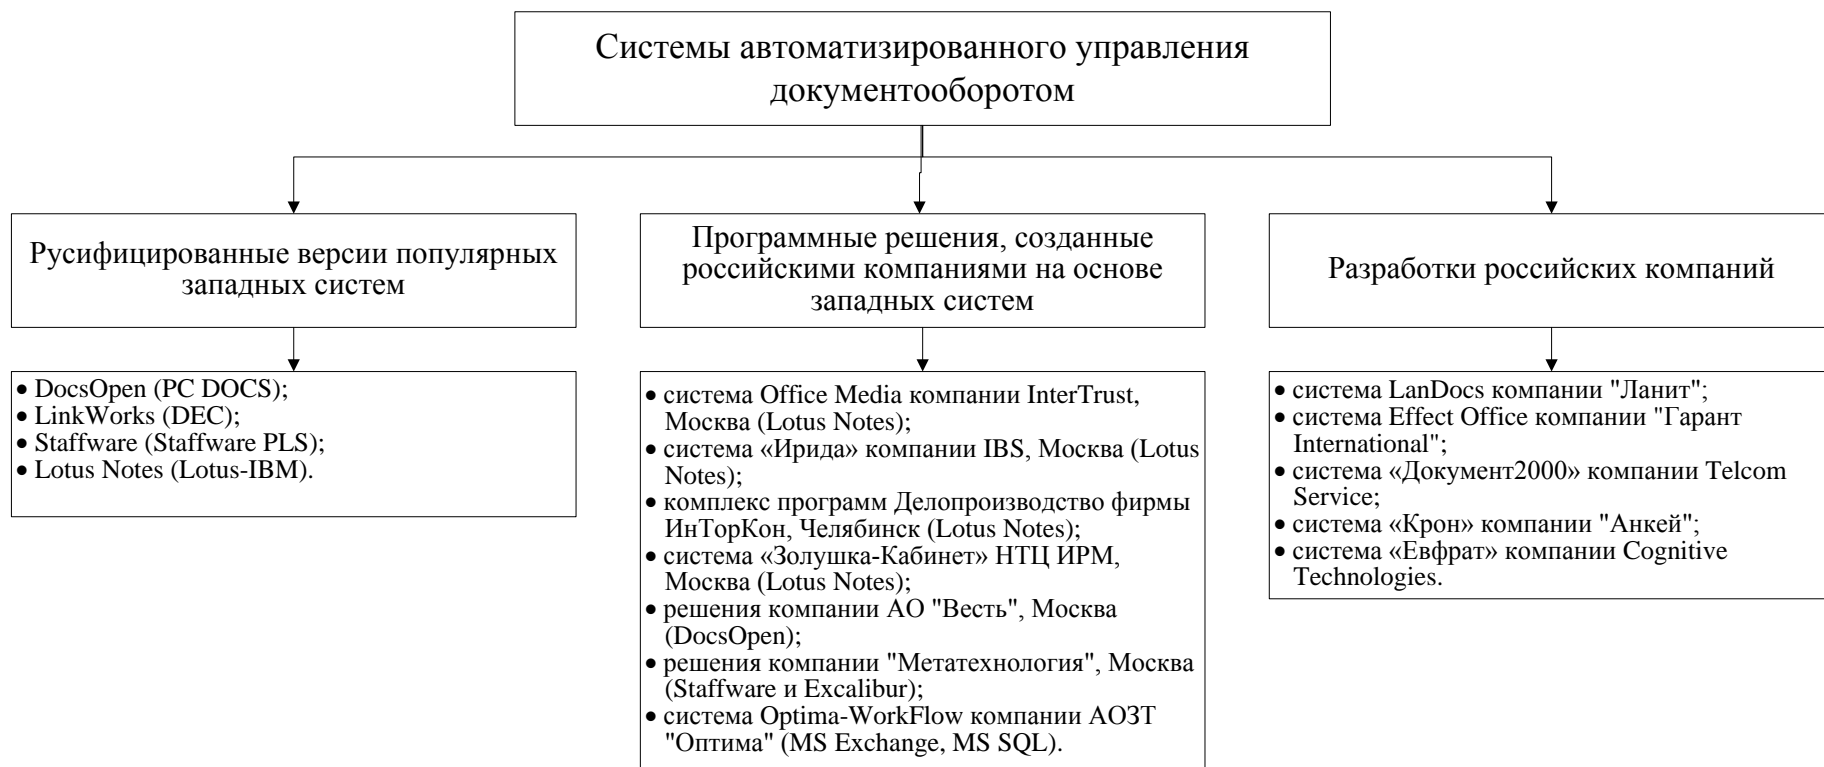 Системы автоматизированного управления
документооборотом
Русифицированные версии популярных
западных систем
Программные решения, созданные
российскими компаниями на основе
западных систем
Разработки российских компаний
• DocsOpen (PC DOCS);
• LinkWorks (DEC);
• Staffware (Staffware PLS);
• Lotus Notes (Lotus-IBM).
• система Office Media компании InterTrust,
Москва (Lotus Notes);
• система «Ирида» компании IBS, Москва (Lotus
Notes);
• комплекс программ Делопроизводство фирмы
ИнТорКон, Челябинск (Lotus Notes);
• система «Золушка-Кабинет» НТЦ ИРМ,
Москва (Lotus Notes);
• решения компании АО "Весть", Москва
(DocsOpen);
• решения компании "Метатехнология", Москва
(Staffware и Excalibur);
• система Optima-WorkFlow компании АОЗТ
"Оптима" (MS Exchange, MS SQL).
• система LanDocs компании "Ланит";
• система Effect Office компании "Гарант
International";
• система «Документ2000» компании Telcom
Service;
• система «Крон» компании "Анкей";
• система «Евфрат» компании Cognitive
Technologies.